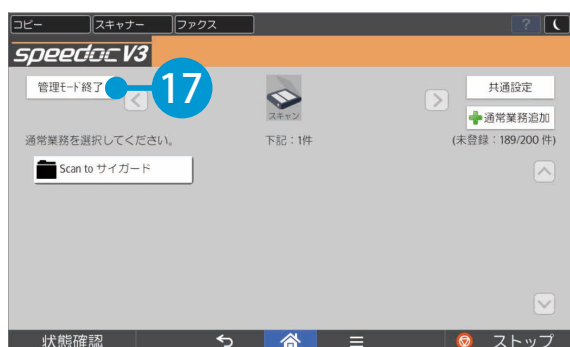 コピー スキャナー ファクス ?
speedoc V3
管理モード終了 17 共通設定
スキャン 通常業務追加
通常業務を選択してください。 下記：1件 (未登録：189/200 件)
Scan to サイガード
状態確認 ストップ